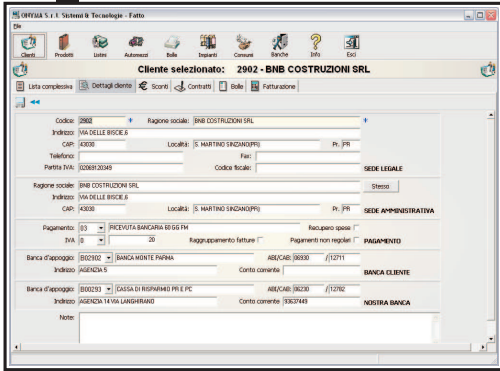 ONYMA S.r.l. Sistemi & Tecnologie - Fatto
File
Clienti Prodotti Listini Automezzi Bolle Impianti Consumi Banche Info Esci
Cliente selezionato: 2902 - BNB COSTRUZIONI SRL
Lista complessiva Dettagli cliente Sconti Contratti Bolle Fatturazione
Codice: 2902 * Ragione sociale: BNB COSTRUZIONI SRL *
Indirizzo: VIA DELLE BISCIE,6
CAP: 43030 Località: S. MARTINO SINZANO(PR) Pr. PR
Telefono: Fax:
Partita IVA: 02069120349 Codice fiscale: SEDE LEGALE
Ragione sociale: BNB COSTRUZIONI SRL Stesso
Indirizzo: VIA DELLE BISCIE,6
CAP: 43030 Località: S. MARTINO SINZANO(PR) Pr. PR SEDE AMMINISTRATIVA
Pagamento: 03 RICEVUTA BANCARIA 60 GG FM Recupero spese
IVA 0 20 Raggruppamento fatture Pagamenti non regolari PAGAMENTO
Banca d'appoggio: B02902 BANCA MONTE PARMA ABI/CAB: 06930 / 12711
Indirizzo AGENZIA 5 Conto corrente BANCA CLIENTE
Banca d'appoggio: B00293 CASSA DI RISPARMIO PR E PC ABI/CAB: 06230 / 12782
Indirizzo AGENZIA 14 VIA LANGHIRANO Conto corrente 93637449 NOSTRA BANCA
Note: